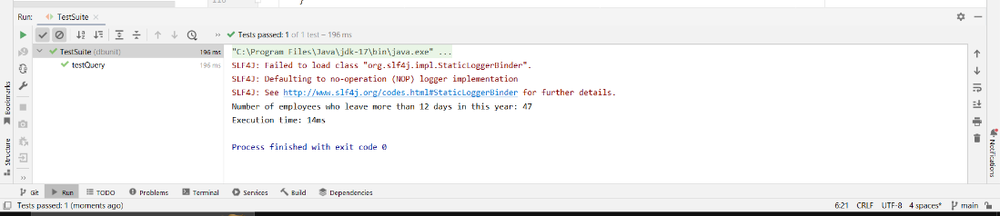 Run:
TestSuite
Tests passed: 1 of 1 test – 196 ms
TestSuite (dbunit) 196 ms
testQuery 196 ms
"C:\Program Files\Java\jdk-17\bin\java.exe" ...
SLF4J: Failed to load class "org.slf4j.impl.StaticLoggerBinder".
SLF4J: Defaulting to no-operation (NOP) logger implementation
SLF4J: See http://www.slf4j.org/codes.html#StaticLoggerBinder for further details.
Number of employees who leave more than 12 days in this year: 47
Execution time: 14ms
Process finished with exit code 0
Bookmarks
Structure
Notifications
Git
Run
TODO
Problems
Terminal
Services
Build
Dependencies
Tests passed: 1 (moments ago)
6:21 CRLF UTF-8 4 spaces* main